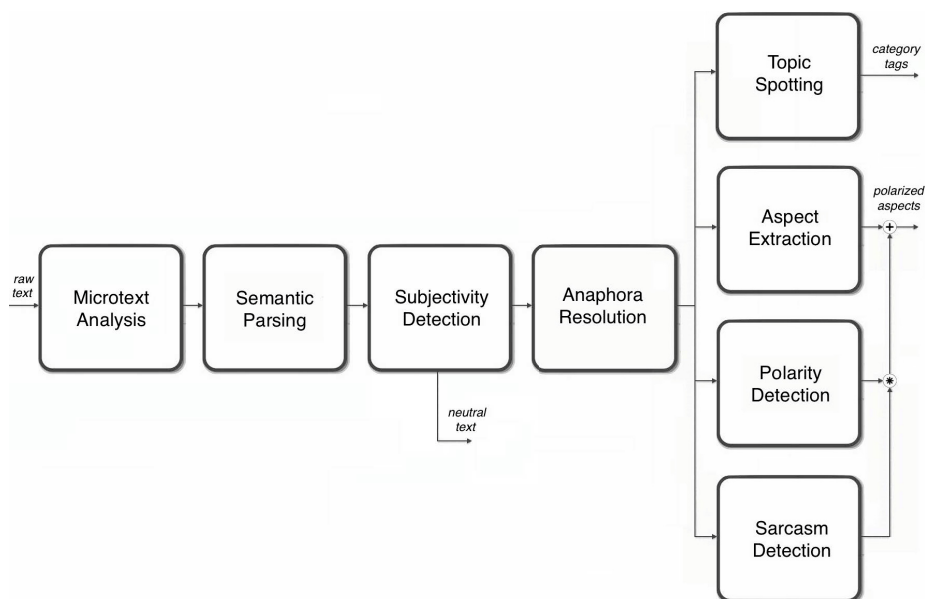 raw
text
Microtext
Analysis
Semantic
Parsing
Subjectivity
Detection
neutral
text
Anaphora
Resolution
Topic
Spotting
category
tags
Aspect
Extraction
polarized
aspects
+
Polarity
Detection
*
Sarcasm
Detection